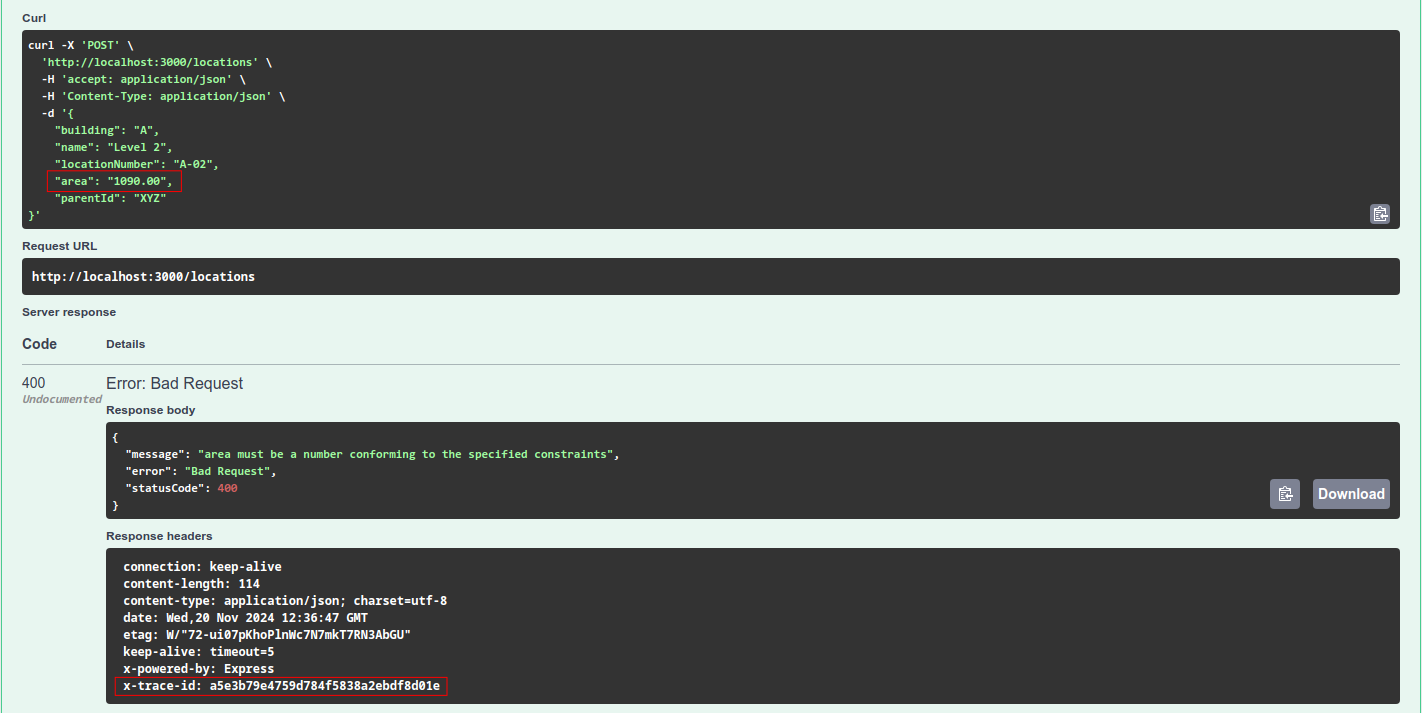 Curl
curl -X 'POST' \
  'http://localhost:3000/locations' \
  -H 'accept: application/json' \
  -H 'Content-Type: application/json' \
  -d '{
    "building": "A",
    "name": "Level 2",
    "locationNumber": "A-02",
    "area": "1090.00",
    "parentId": "XYZ"
}'
Request URL
http://localhost:3000/locations
Server response
Code Details
400 Error: Bad Request
Undocumented
Response body
{
  "message": "area must be a number conforming to the specified constraints",
  "error": "Bad Request",
  "statusCode": 400
}
Download
Response headers
connection: keep-alive
content-length: 114
content-type: application/json; charset=utf-8
date: Wed,20 Nov 2024 12:36:47 GMT
etag: W/"72-ui07pKhoPlnWc7N7mkT7RN3AbGU"
keep-alive: timeout=5
x-powered-by: Express
x-trace-id: a5e3b79e4759d784f5838a2ebdf8d01e